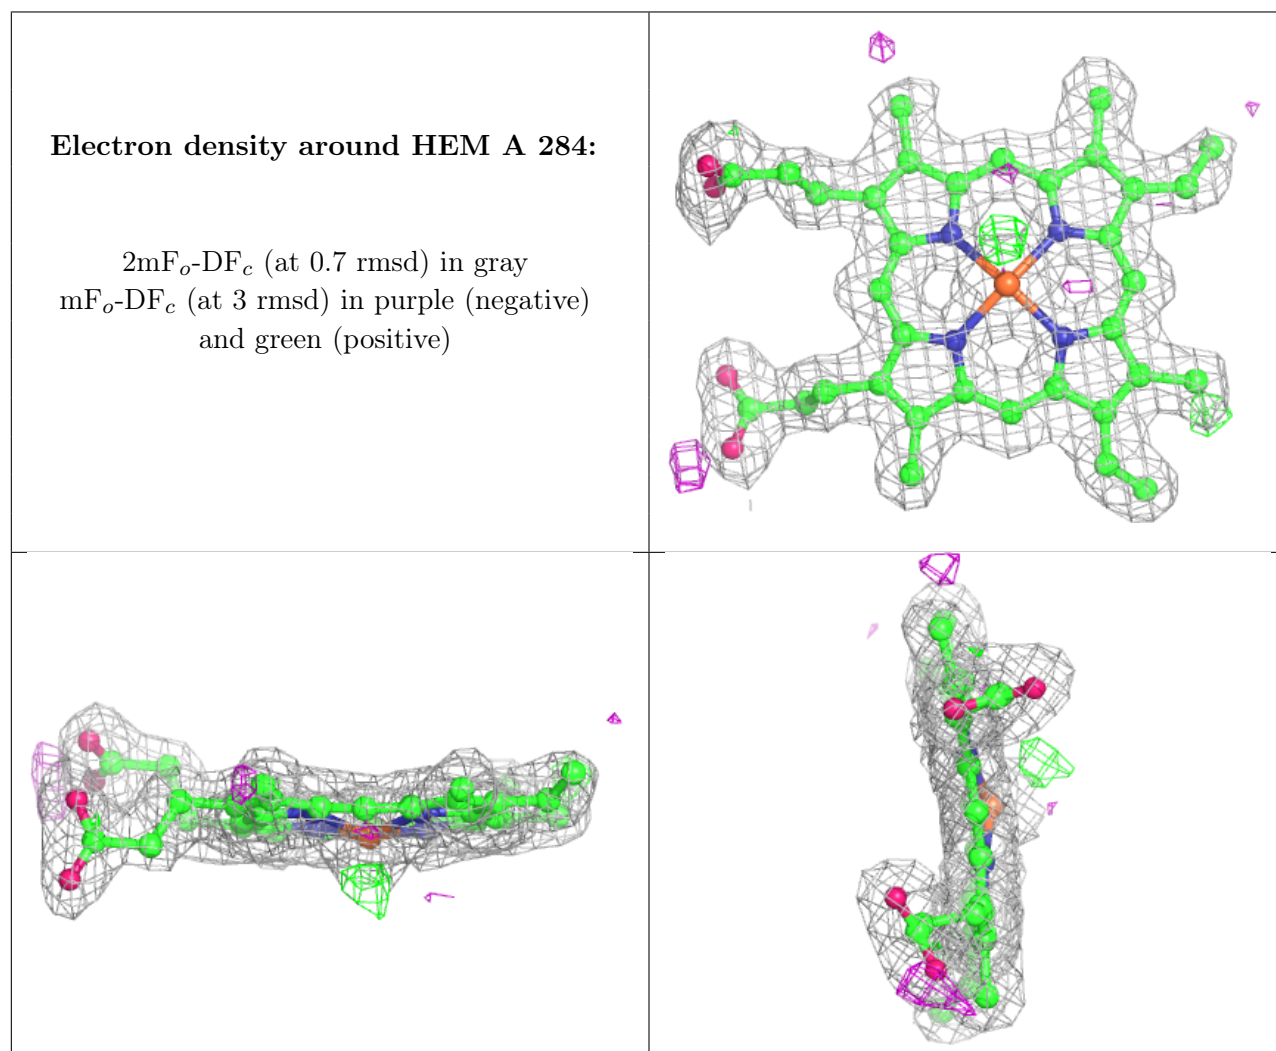 Electron density around HEM A 284:
2mFo-DFc (at 0.7 rmsd) in gray
mFo-DFc (at 3 rmsd) in purple (negative)
and green (positive)